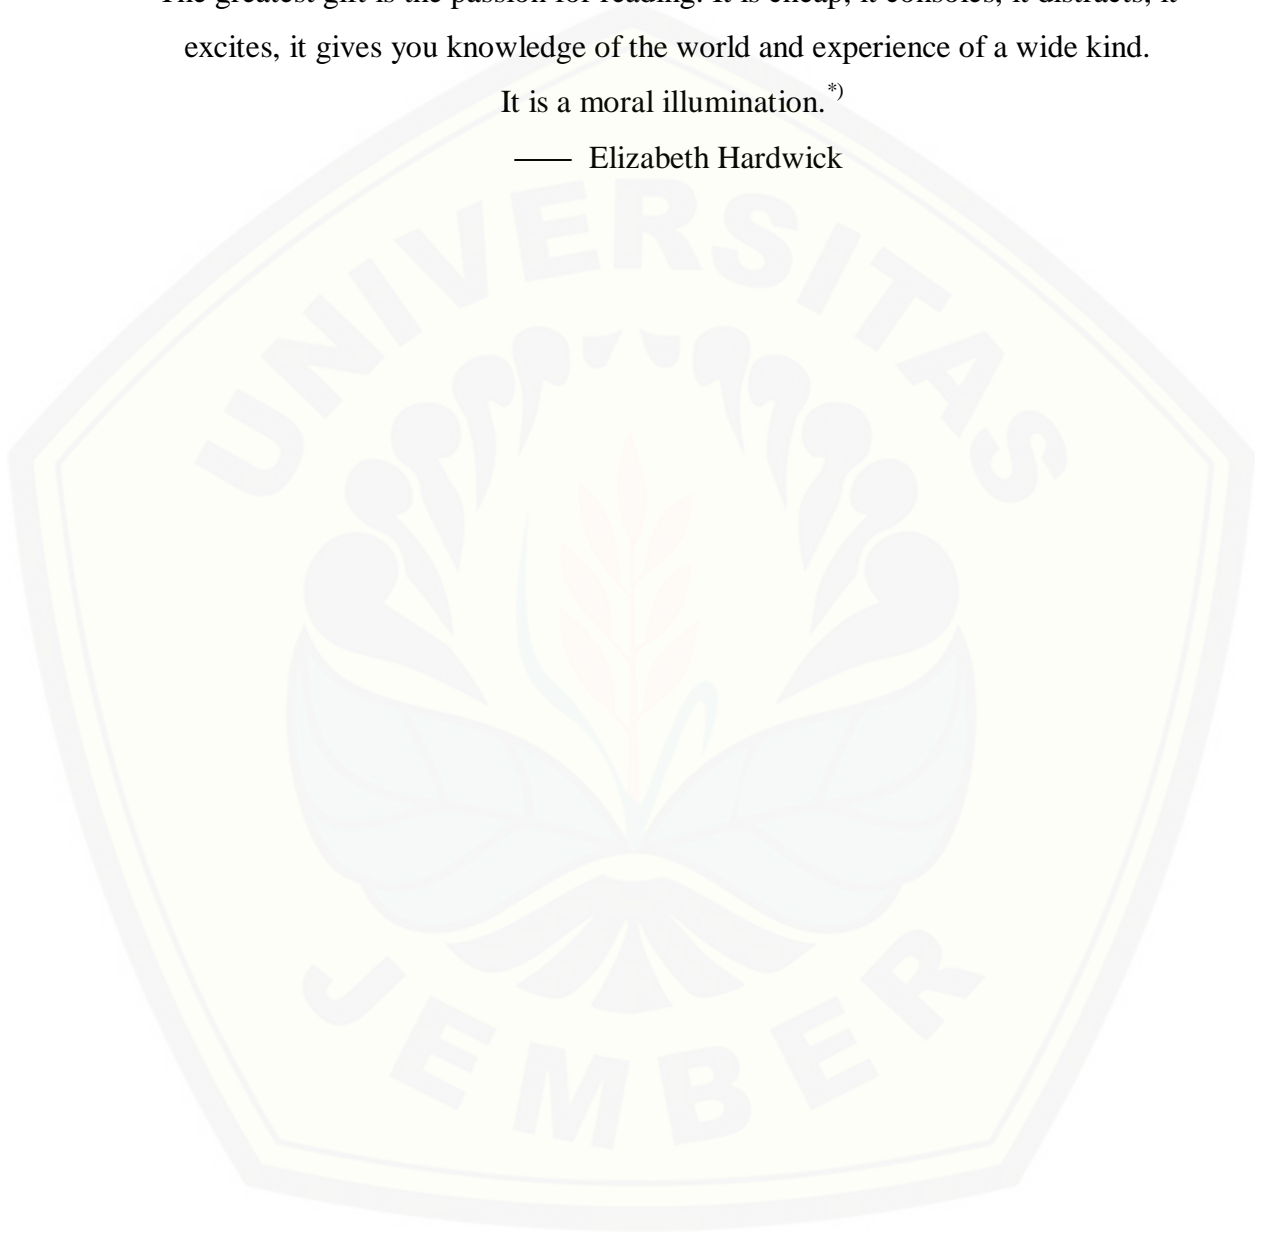 The greatest gift is the passion for reading. It is cheap, it consoles, it distracts, it
excites, it gives you knowledge of the world and experience of a wide kind.
It is a moral illumination.*)
—— Elizabeth Hardwick
UNIVERSITAS
JEMBER